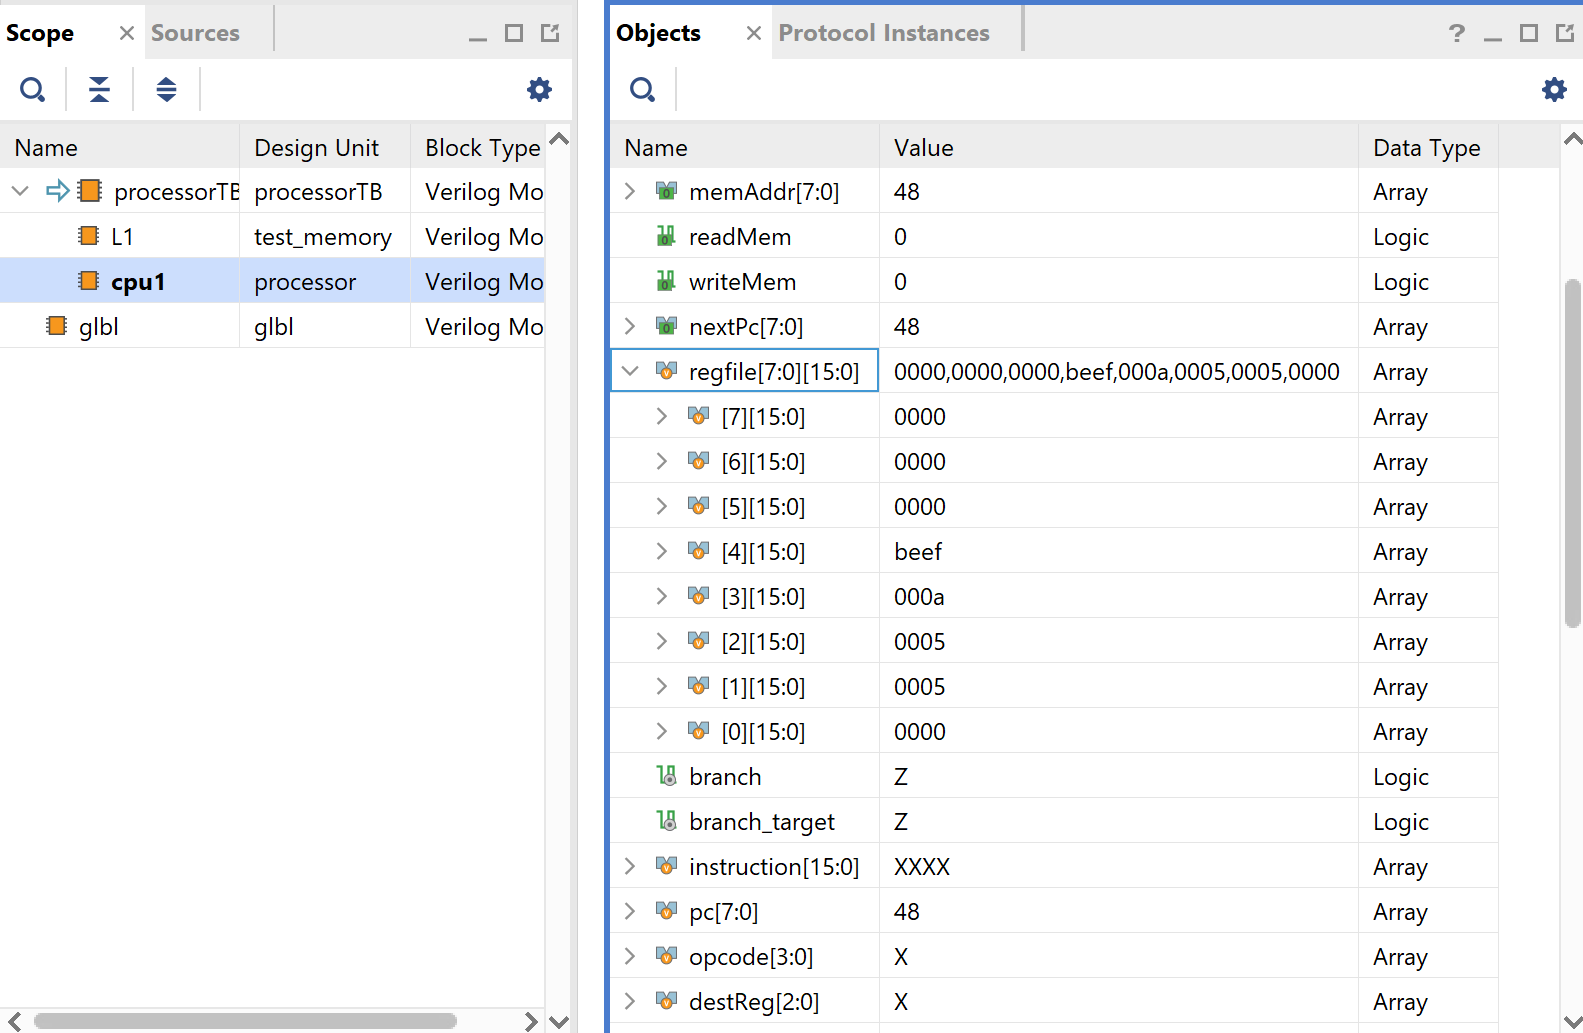 Scope Sources
Name Design Unit Block Type
processorTB processorTB Verilog Mo
L1 test_memory Verilog Mo
cpu1 processor Verilog Mo
glbl glbl Verilog Mo
Objects Protocol Instances ?
Name Value Data Type
memAddr[7:0] 48 Array
readMem 0 Logic
writeMem 0 Logic
nextPc[7:0] 48 Array
regfile[7:0][15:0] 0000,0000,0000,beef,000a,0005,0005,0000 Array
[7][15:0] 0000 Array
[6][15:0] 0000 Array
[5][15:0] 0000 Array
[4][15:0] beef Array
[3][15:0] 000a Array
[2][15:0] 0005 Array
[1][15:0] 0005 Array
[0][15:0] 0000 Array
branch Z Logic
branch_target Z Logic
instruction[15:0] XXXX Array
pc[7:0] 48 Array
opcode[3:0] X Array
destReg[2:0] X Array